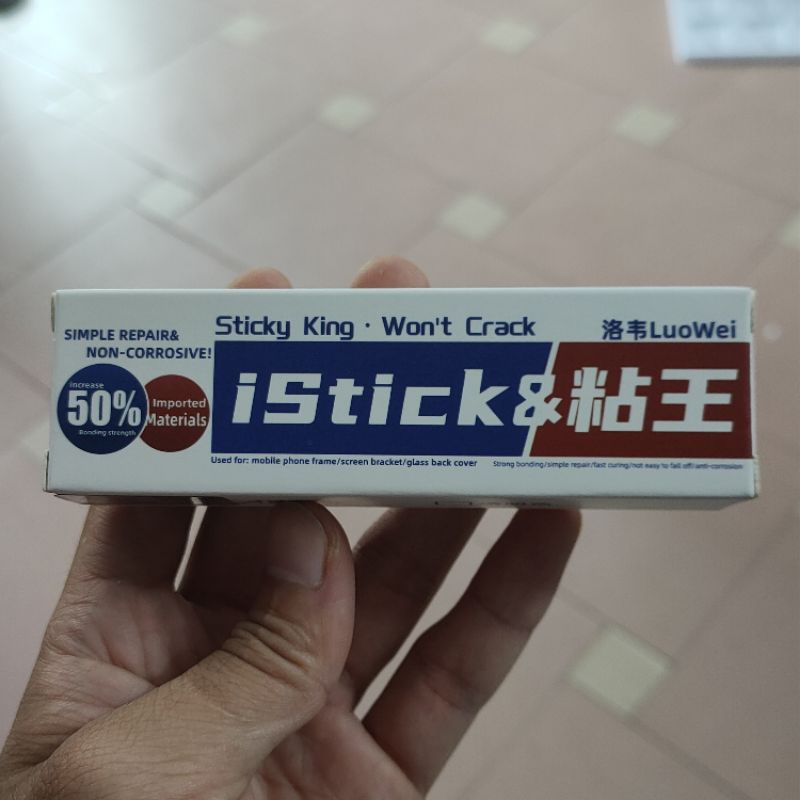 Sticky King · Won't Crack
洛韦LuoWei
SIMPLE REPAIR&
NON-CORROSIVE!
Increase
50%
Bonding strength
Imported
Materials
iStick&粘王
Used for: mobile phone frame/screen bracket/glass back cover
Strong bonding/simple repair/fast curing/not easy to fall off/anti-corrosion